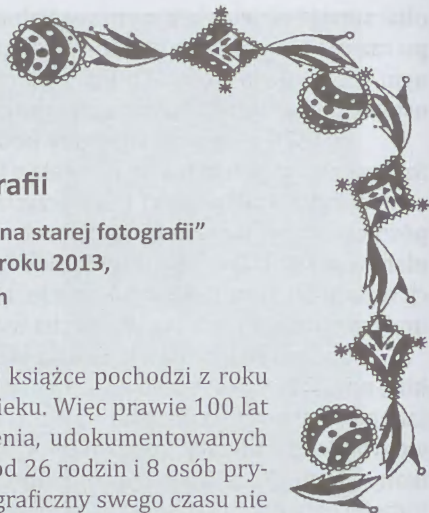 rafii
na starej fotografii”
roku 2013,
książce pochodzi z roku
ieku. Więc prawie 100 lat
enia, udokumentowanych
od 26 rodzin i 8 osób pry-
graficzny swego czasu nie